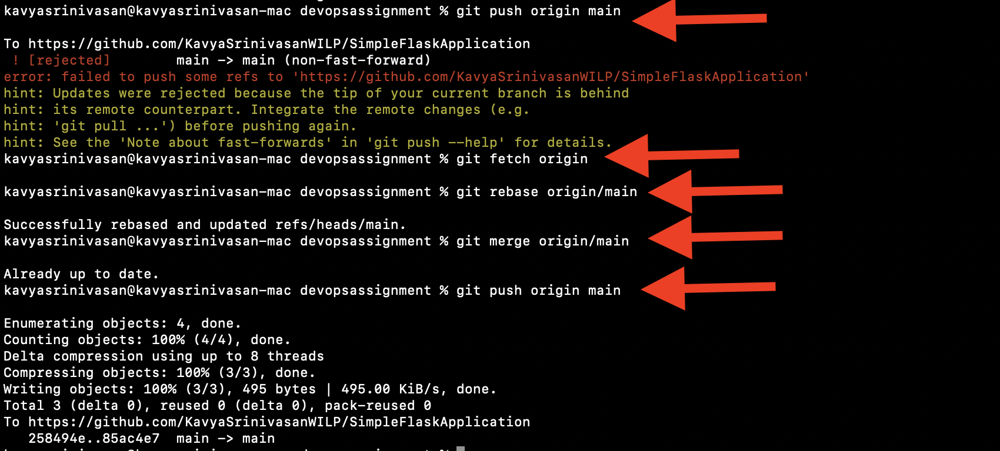 kavyasrinivasan@kavyasrinivasan-mac devopsassignment % git push origin main
To https://github.com/KavyaSrinivasanWILP/SimpleFlaskApplication
! [rejected] main -> main (non-fast-forward)
error: failed to push some refs to 'https://github.com/KavyaSrinivasanWILP/SimpleFlaskApplication'
hint: Updates were rejected because the tip of your current branch is behind
hint: its remote counterpart. Integrate the remote changes (e.g.
hint: 'git pull ...') before pushing again.
hint: See the 'Note about fast-forwards' in 'git push --help' for details.
kavyasrinivasan@kavyasrinivasan-mac devopsassignment % git fetch origin
kavyasrinivasan@kavyasrinivasan-mac devopsassignment % git rebase origin/main
Successfully rebased and updated refs/heads/main.
kavyasrinivasan@kavyasrinivasan-mac devopsassignment % git merge origin/main
Already up to date.
kavyasrinivasan@kavyasrinivasan-mac devopsassignment % git push origin main
Enumerating objects: 4, done.
Counting objects: 100% (4/4), done.
Delta compression using up to 8 threads
Compressing objects: 100% (3/3), done.
Writing objects: 100% (3/3), 495 bytes | 495.00 KiB/s, done.
Total 3 (delta 0), reused 0 (delta 0), pack-reused 0
To https://github.com/KavyaSrinivasanWILP/SimpleFlaskApplication
258494e..85ac4e7 main -> main